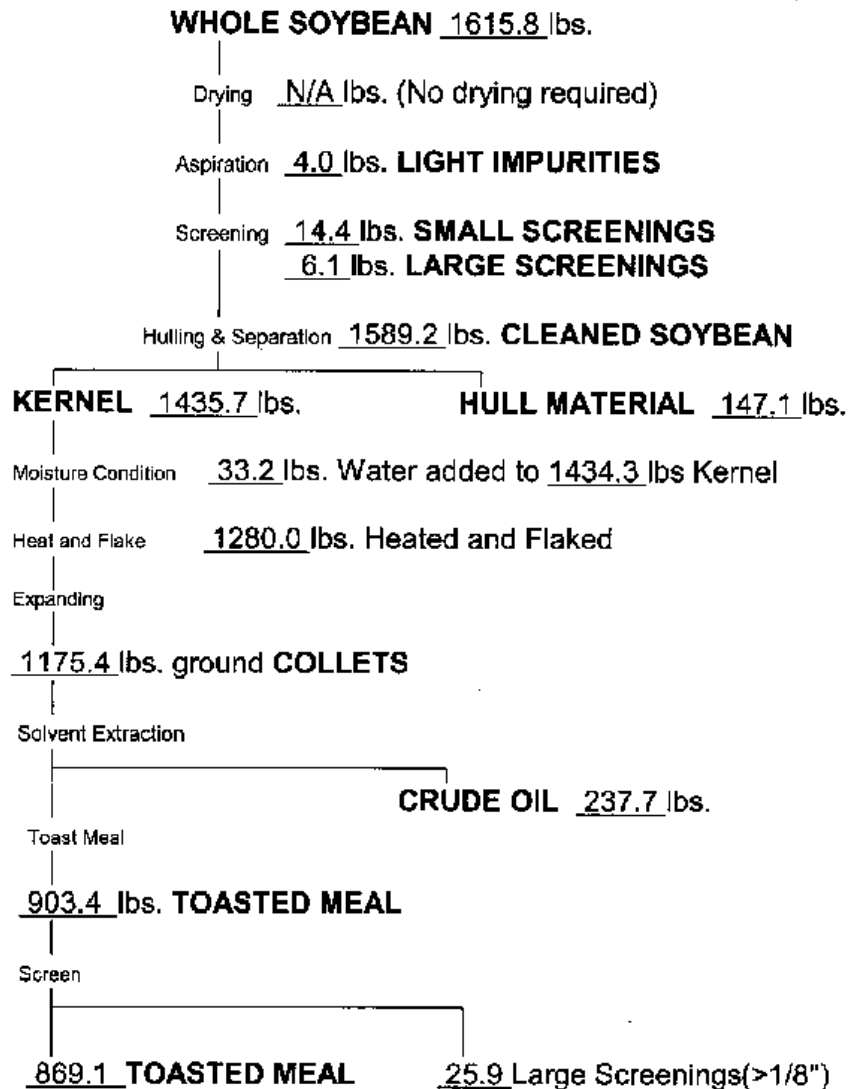 WHOLE SOYBEAN 1615.8 lbs.
Drying N/A lbs. (No drying required)
Aspiration 4.0 lbs. LIGHT IMPURITIES
Screening 14.4 lbs. SMALL SCREENINGS
6.1 lbs. LARGE SCREENINGS
Hulling & Separation 1589.2 lbs. CLEANED SOYBEAN
KERNEL 1435.7 lbs. HULL MATERIAL 147.1 lbs.
Moisture Condition 33.2 lbs. Water added to 1434.3 lbs Kernel
Heat and Flake 1280.0 lbs. Heated and Flaked
Expanding
1175.4 lbs. ground COLLETS
Solvent Extraction
CRUDE OIL 237.7 lbs.
Toast Meal
903.4 lbs. TOASTED MEAL
Screen
869.1 TOASTED MEAL 25.9 Large Screenings(>1/8")